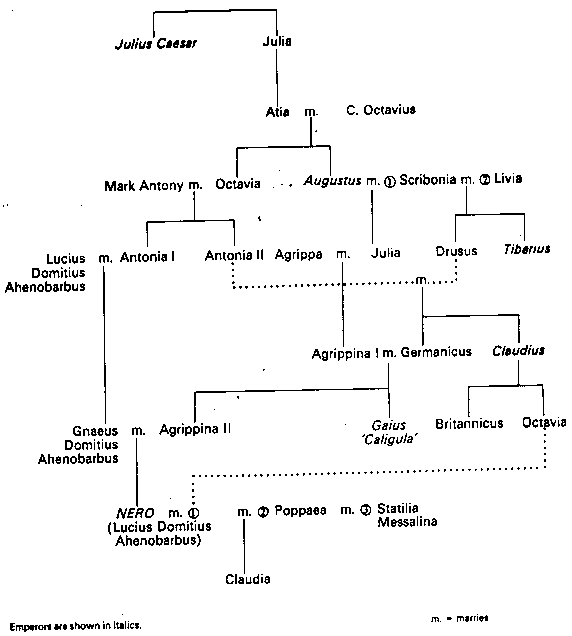 Julius Caesar Julia
Atia m. C. Octavius
Mark Antony m. Octavia Augustus m. ① Scribonia m. ② Livia
Lucius m. Antonia I Antonia II Agrippa m. Julia Drusus Tiberius
Domitius
Ahenobarbus
m.
Agrippina I m. Germanicus Claudius
Gnaeus m. Agrippina II Gaius Britannicus Octavia
Domitius 'Caligula'
Ahenobarbus
NERO m. ① m. ② Poppaea m. ③ Statilia
(Lucius Domitius Messalina
Ahenobarbus)
Claudia
Emperors are shown in Italics. m. = marries